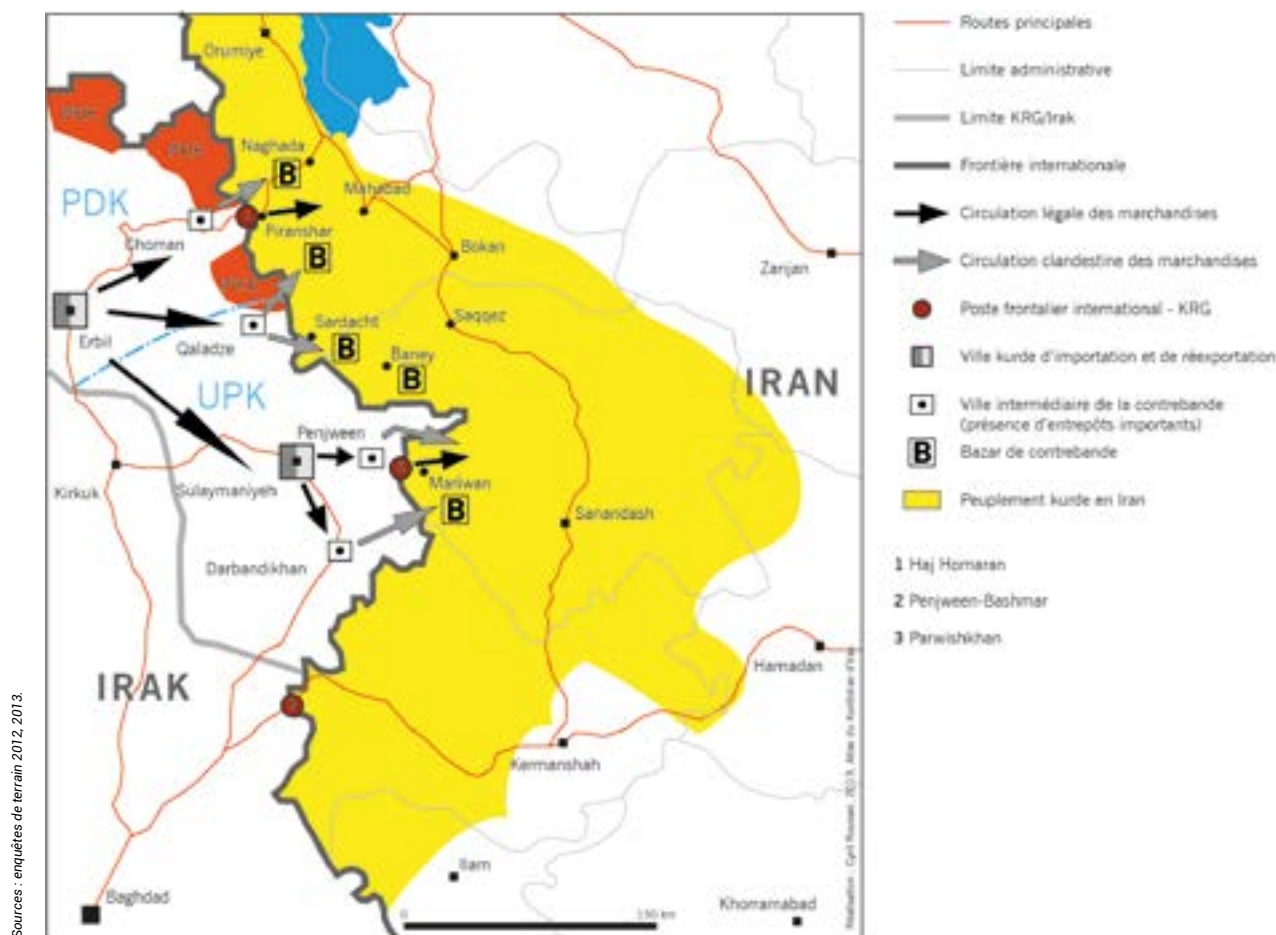 Orumiye
Naghada
B
Mahabad
PDK
Choman
Piranshar
B
Bokan
Zanjan
Erbil
Qaladze
Sardacht
B
Saqqez
Baney
B
IRAN
UPK
Penjween
Kirkuk
Sulaymaniyeh
Mariwan
B
Sanandash
Darbandikhan
IRAK
Hamadan
Kermanshah
Ilam
Baghdad
Khorramabad
0
Routes principales
Limite administrative
Limite KRG/Irak
Frontière internationale
Circulation légale des marchandises
Circulation clandestine des marchandises
Poste frontalier international - KRG
Ville kurde d'importation et de réexportation
Ville intermédiaire de la contrebande
(présence d'entrepôts importants)
B Bazar de contrebande
Peuplement kurde en Iran
1 Haj Homaran
2 Penjween-Bashmar
3 Parwishkhan
Sources : enquêtes de terrain 2012, 2013.